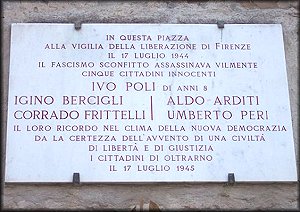 IN QUESTA PIAZZA
ALLA VIGILIA DELLA LIBERAZIONE DI FIRENZE
IL 17 LUGLIO 1944
IL FASCISMO SCONFITTO ASSASSINAVA VILMENTE
CINQUE CITTADINI INNOCENTI
IVO POLI DI ANNI 8
IGINO BERCIGLI ALDO ARDITI
CORRADO FRITTELLI UMBERTO PERI
IL LORO RICORDO NEL CLIMA DELLA NUOVA DEMOCRAZIA
DA LA CERTEZZA DELL'AVVENTO DI UNA CIVILTÀ
DI LIBERTÀ E DI GIUSTIZIA
I CITTADINI DI OLTRARNO
IL 17 LUGLIO 1945